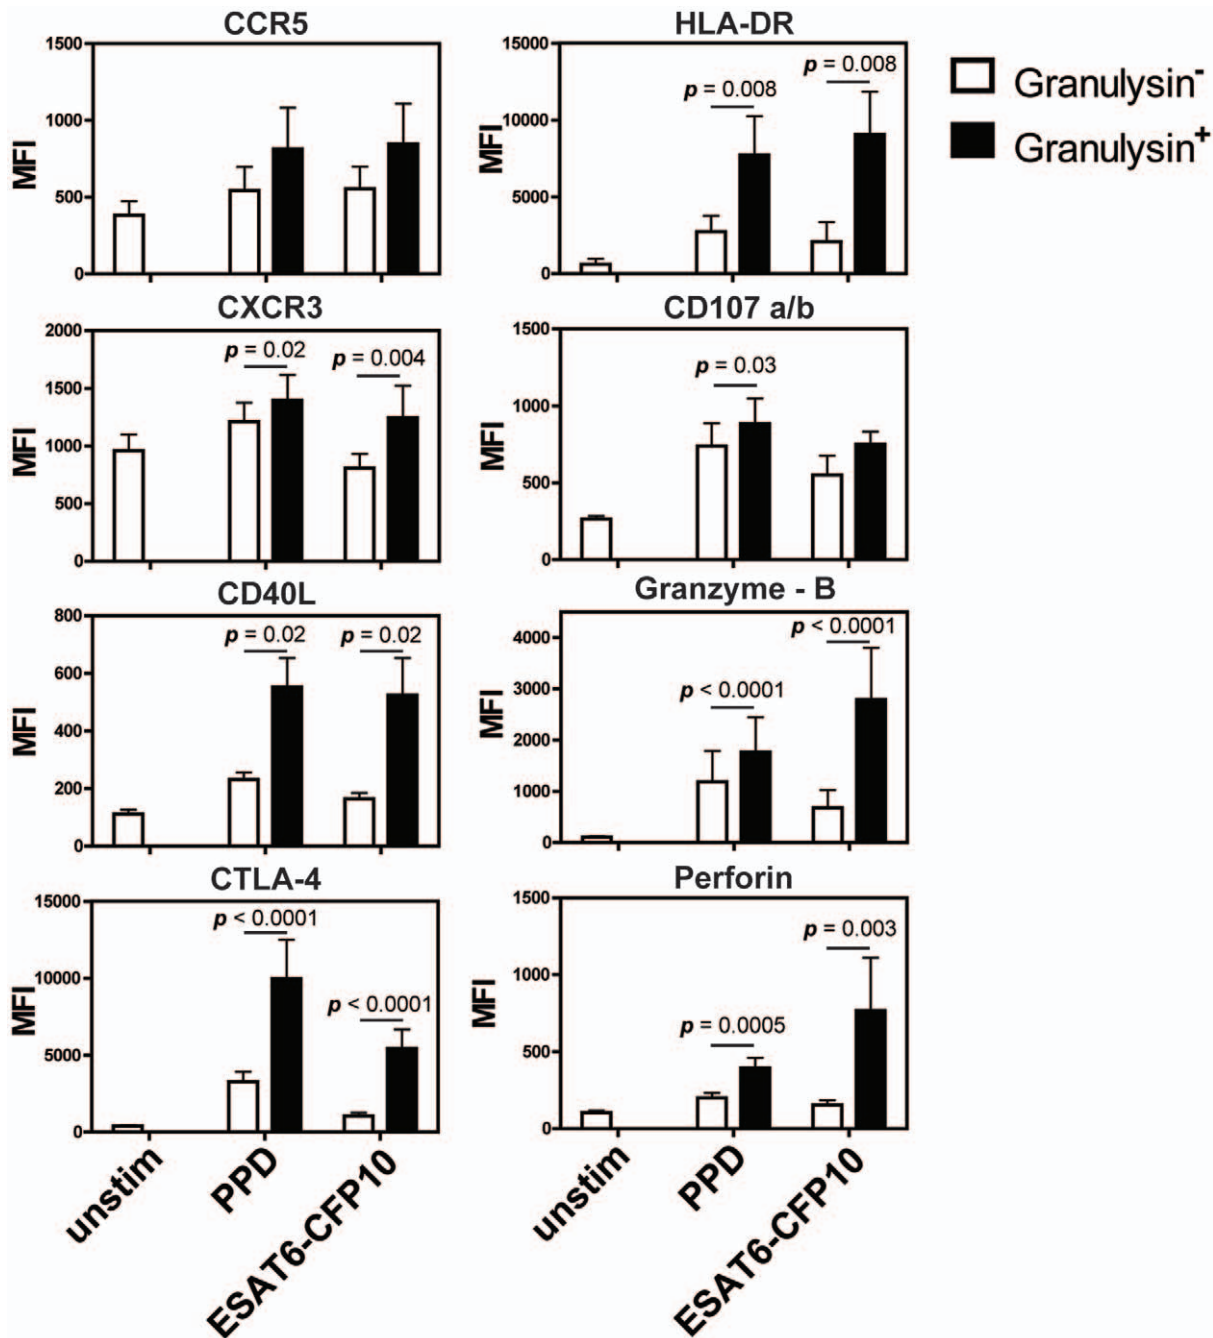 CCR5
1500
1000
500
0
MFI
HLA-DR
15000
10000
5000
0
MFI
p = 0.008
p = 0.008
Granulysin-
Granulysin+
CXCR3
2000
1500
1000
500
0
MFI
p = 0.02
p = 0.004
CD107 a/b
1500
1000
500
0
MFI
p = 0.03
CD40L
800
600
400
200
0
MFI
p = 0.02
p = 0.02
Granzyme - B
4000
3000
2000
1000
0
MFI
p < 0.0001
p < 0.0001
CTLA-4
15000
10000
5000
0
MFI
p < 0.0001
p < 0.0001
Perforin
1500
1000
500
0
MFI
p = 0.0005
p = 0.003
unstim
PPD
ESAT6-CFP10
unstim
PPD
ESAT6-CFP10